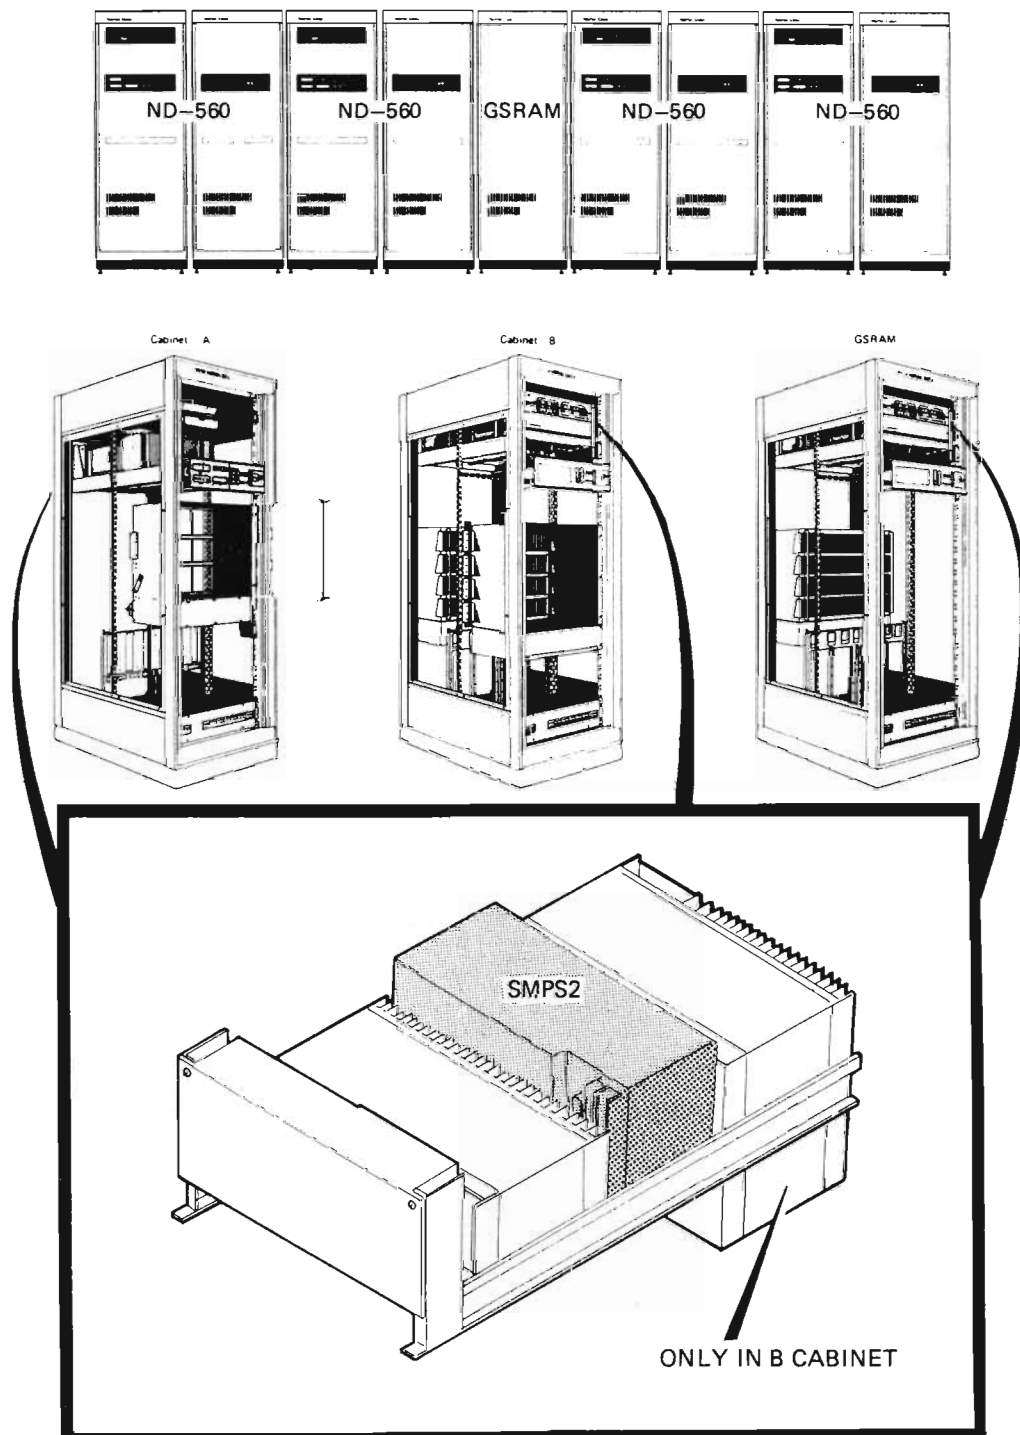 ND-560
ND-560
GSRAM
ND-560
ND-560
Cabinet A
Cabinet B
GSRAM
SMPS2
ONLY IN B CABINET